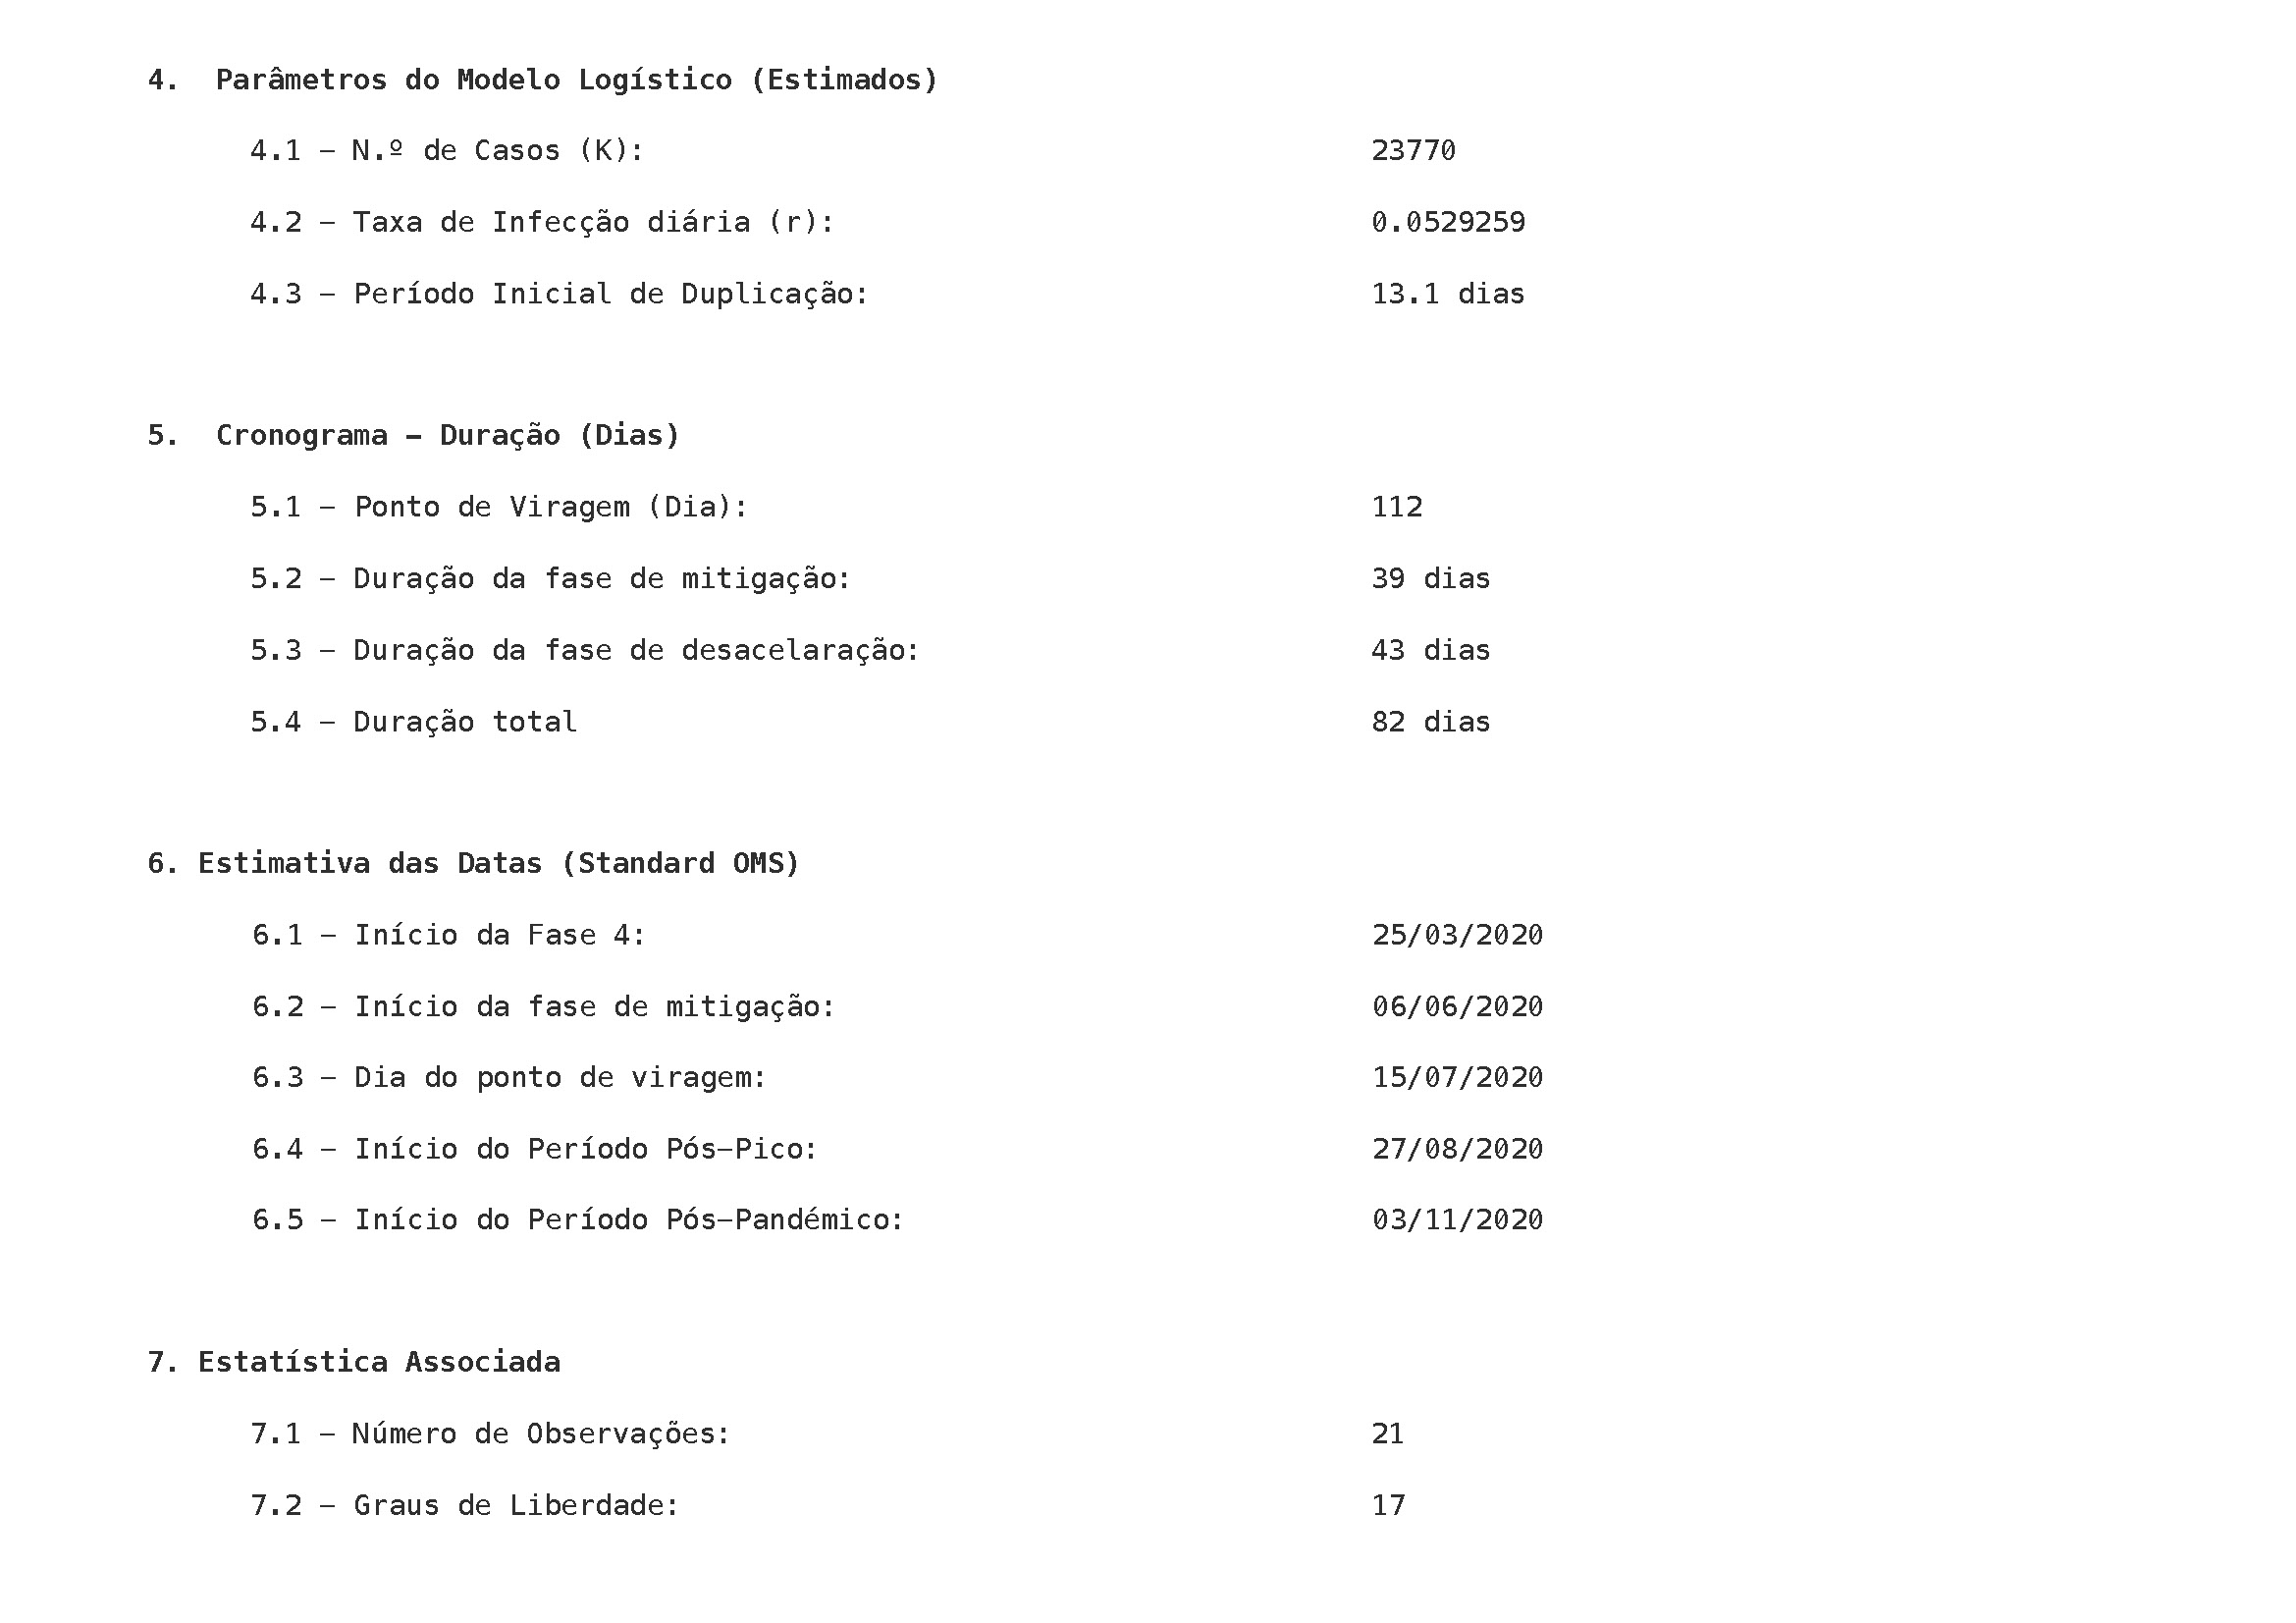 4. Parâmetros do Modelo Logístico (Estimados)
4.1 – N.º de Casos (K): 23770
4.2 – Taxa de Infecção diária (r): 0.0529259
4.3 – Período Inicial de Duplicação: 13.1 dias
5. Cronograma – Duração (Dias)
5.1 – Ponto de Viragem (Dia): 112
5.2 – Duração da fase de mitigação: 39 dias
5.3 – Duração da fase de desacelaração: 43 dias
5.4 – Duração total 82 dias
6. Estimativa das Datas (Standard OMS)
6.1 – Início da Fase 4: 25/03/2020
6.2 – Início da fase de mitigação: 06/06/2020
6.3 – Dia do ponto de viragem: 15/07/2020
6.4 – Início do Período Pós–Pico: 27/08/2020
6.5 – Início do Período Pós–Pandémico: 03/11/2020
7. Estatística Associada
7.1 – Número de Observações: 21
7.2 – Graus de Liberdade: 17